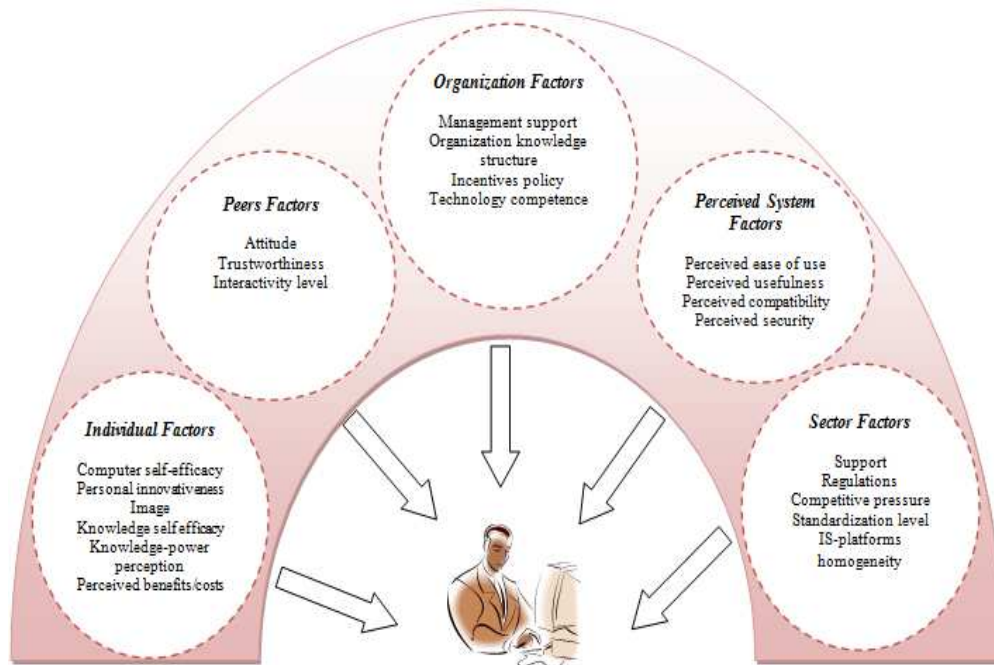 Organization Factors
Management support
Organization knowledge
structure
Incentives policy
Technology competence
Peers Factors
Attitude
Trustworthiness
Interactivity level
Perceived System
Factors
Perceived ease of use
Perceived usefulness
Perceived compatibility
Perceived security
Individual Factors
Computer self-efficacy
Personal innovativeness
Image
Knowledge self efficacy
Knowledge-power
perception
Perceived benefits/costs
Sector Factors
Support
Regulations
Competitive pressure
Standardization level
IS-platforms
homogeneity